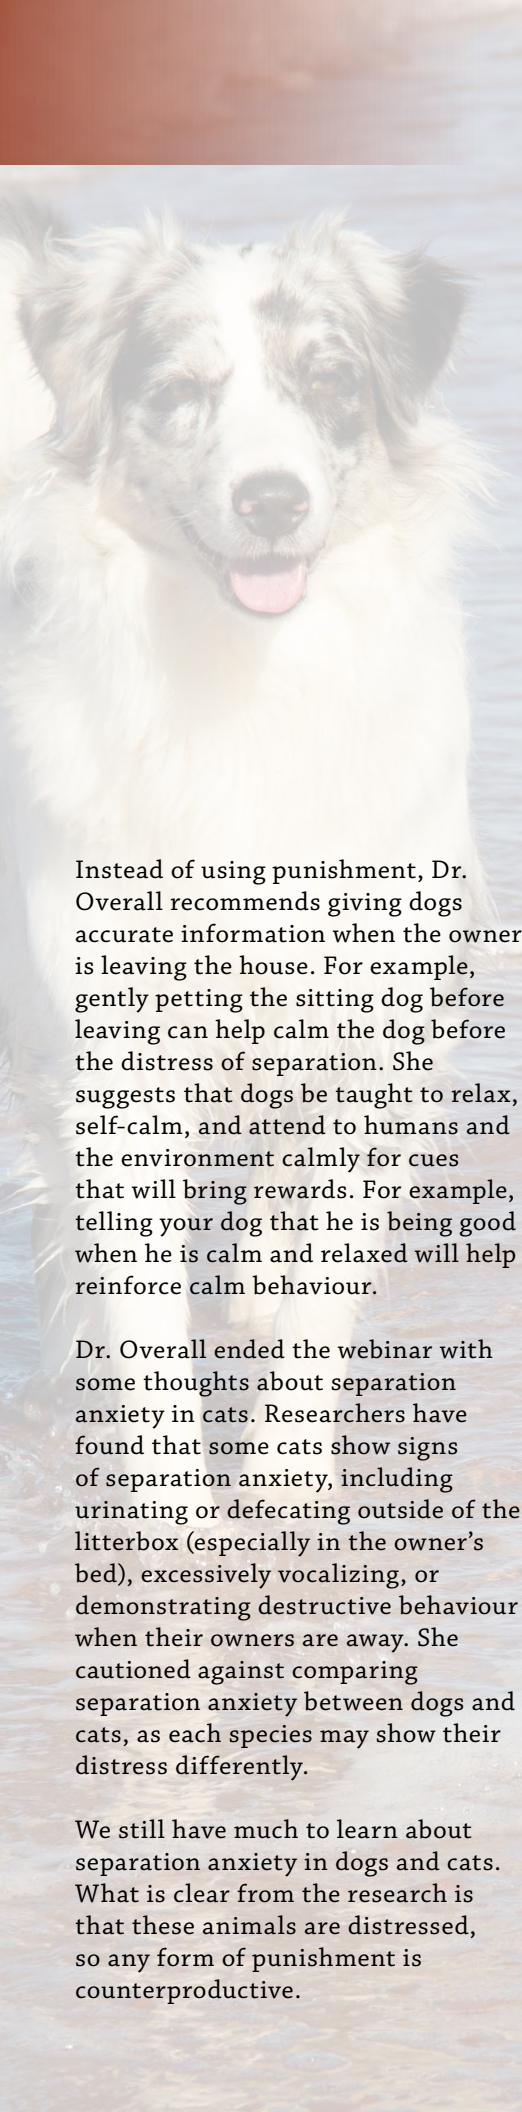 Instead of using punishment, Dr.
Overall recommends giving dogs
accurate information when the owner
is leaving the house. For example,
gently petting the sitting dog before
leaving can help calm the dog before
the distress of separation. She
suggests that dogs be taught to relax,
self-calm, and attend to humans and
the environment calmly for cues
that will bring rewards. For example,
telling your dog that he is being good
when he is calm and relaxed will help
reinforce calm behaviour.
Dr. Overall ended the webinar with
some thoughts about separation
anxiety in cats. Researchers have
found that some cats show signs
of separation anxiety, including
urinating or defecating outside of the
litterbox (especially in the owner’s
bed), excessively vocalizing, or
demonstrating destructive behaviour
when their owners are away. She
cautioned against comparing
separation anxiety between dogs and
cats, as each species may show their
distress differently.
We still have much to learn about
separation anxiety in dogs and cats.
What is clear from the research is
that these animals are distressed,
so any form of punishment is
counterproductive.